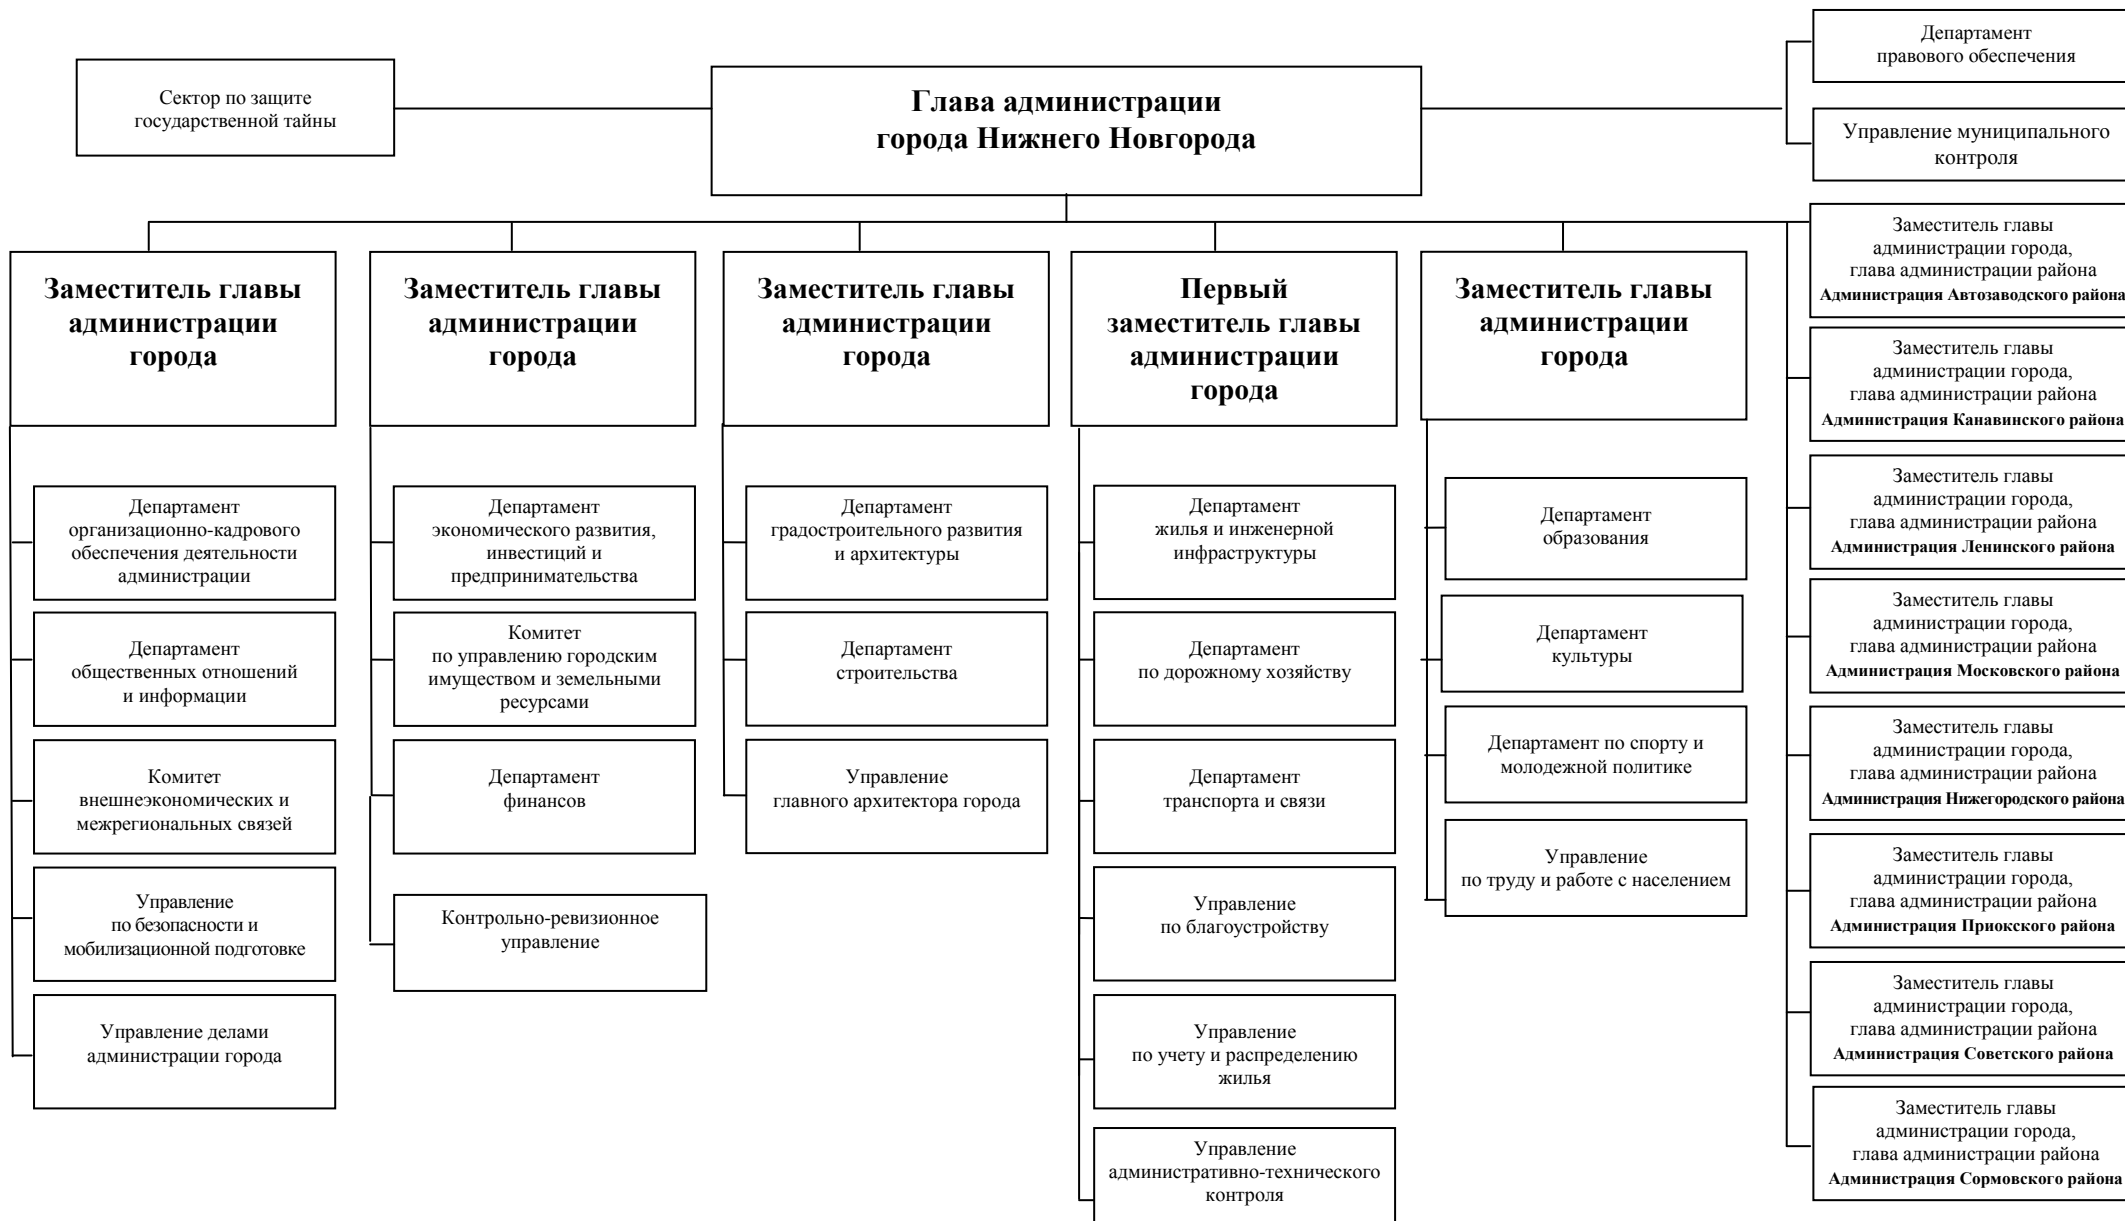 Департамент
правового обеспечения
Сектор по защите
государственной тайны
Глава администрации
города Нижнего Новгорода
Управление муниципального
контроля
Заместитель главы
администрации
города
Департамент
организационно-кадрового
обеспечения деятельности
администрации
Департамент
общественных отношений
и информации
Комитет
внешнеэкономических и
межрегиональных связей
Управление
по безопасности и
мобилизационной подготовке
Управление делами
администрации города
Заместитель главы
администрации
города
Департамент
экономического развития,
инвестиций и
предпринимательства
Комитет
по управлению городским
имуществом и земельными
ресурсами
Департамент
финансов
Контрольно-ревизионное
управление
Заместитель главы
администрации
города
Департамент
градостроительного развития
и архитектуры
Департамент
строительства
Управление
главного архитектора города
Первый
заместитель главы
администрации
города
Департамент
жилья и инженерной
инфраструктуры
Департамент
по дорожному хозяйству
Департамент
транспорта и связи
Управление
по благоустройству
Управление
по учету и распределению
жилья
Управление
административно-технического
контроля
Заместитель главы
администрации
города
Департамент
образования
Департамент
культуры
Департамент по спорту и
молодежной политике
Управление
по труду и работе с населением
Заместитель главы
администрации города,
глава администрации района
Администрация Автозаводского района
Заместитель главы
администрации города,
глава администрации района
Администрация Канавинского района
Заместитель главы
администрации города,
глава администрации района
Администрация Ленинского района
Заместитель главы
администрации города,
глава администрации района
Администрация Московского района
Заместитель главы
администрации города,
глава администрации района
Администрация Нижегородского района
Заместитель главы
администрации города,
глава администрации района
Администрация Приокского района
Заместитель главы
администрации города,
глава администрации района
Администрация Советского района
Заместитель главы
администрации города,
глава администрации района
Администрация Сормовского района